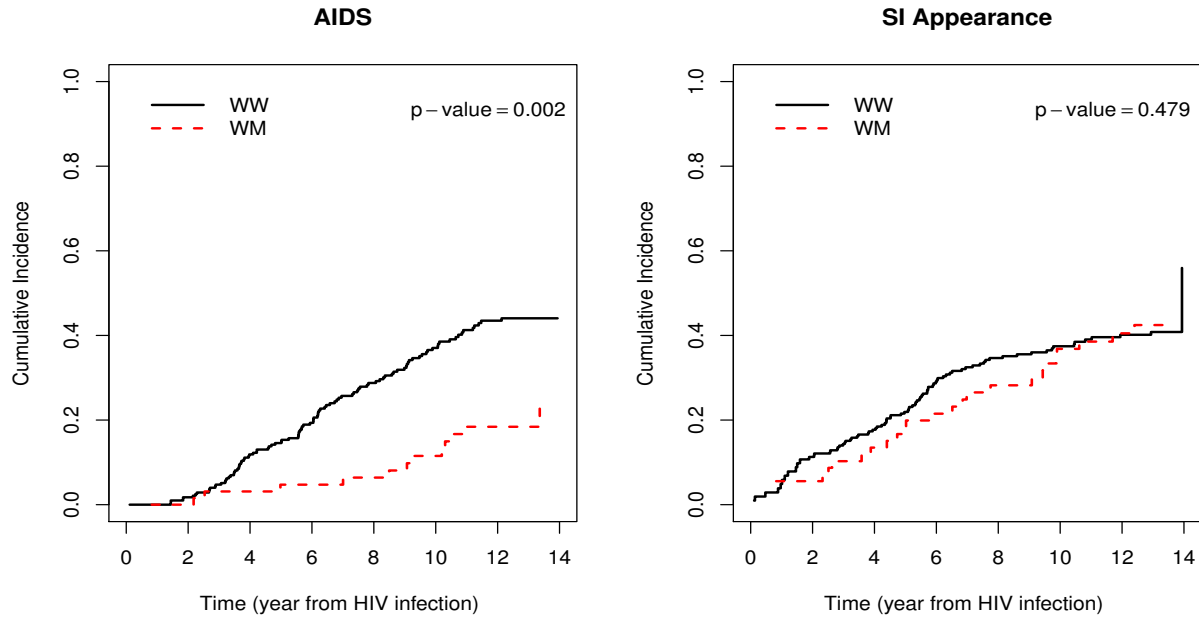 AIDS
Cumulative Incidence
1.0
0.8
0.6
0.4
0.2
0.0
WW
WM
p − value = 0.002
0 2 4 6 8 10 12 14
Time (year from HIV infection)
SI Appearance
Cumulative Incidence
1.0
0.8
0.6
0.4
0.2
0.0
WW
WM
p − value = 0.479
0 2 4 6 8 10 12 14
Time (year from HIV infection)